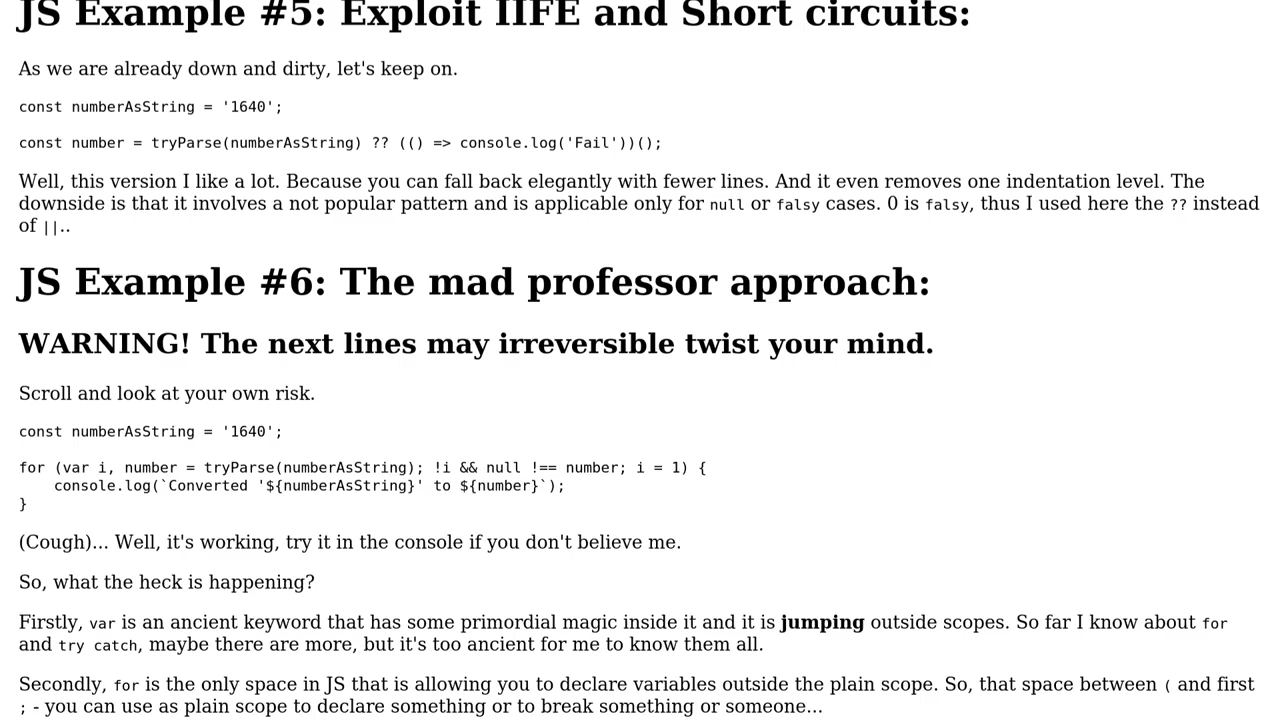 JS Example #5: Exploit IIFE and Short circuits:
As we are already down and dirty, let's keep on.
const numberAsString = '1640';
const number = tryParse(numberAsString) ?? (() => console.log('Fail'))();
Well, this version I like a lot. Because you can fall back elegantly with fewer lines. And it even removes one indentation level. The
downside is that it involves a not popular pattern and is applicable only for null or falsy cases. 0 is falsy, thus I used here the ?? instead
of ||..
JS Example #6: The mad professor approach:
WARNING! The next lines may irreversible twist your mind.
Scroll and look at your own risk.
const numberAsString = '1640';
for (var i, number = tryParse(numberAsString); !i && null !== number; i = 1) {
    console.log(`Converted '${numberAsString}' to ${number}`);
}
(Cough)... Well, it's working, try it in the console if you don't believe me.
So, what the heck is happening?
Firstly, var is an ancient keyword that has some primordial magic inside it and it is jumping outside scopes. So far I know about for
and try catch, maybe there are more, but it's too ancient for me to know them all.
Secondly, for is the only space in JS that is allowing you to declare variables outside the plain scope. So, that space between ( and first
; - you can use as plain scope to declare something or to break something or someone...